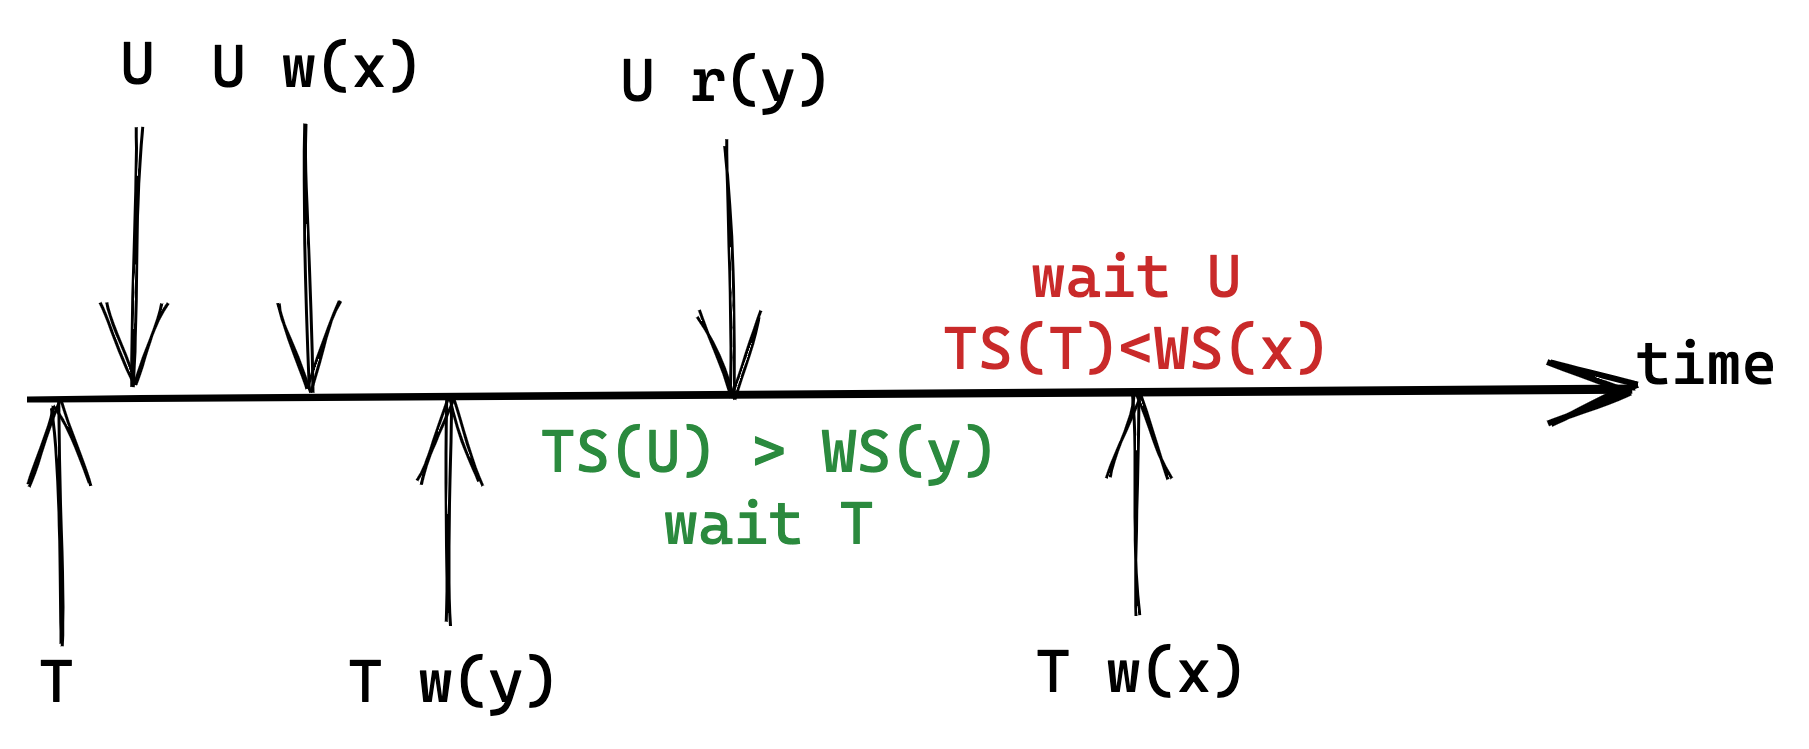 U
U w(x)
U r(y)
wait U
TS(T)<WS(x)
time
TS(U) > WS(y)
wait T
T
T w(y)
T w(x)